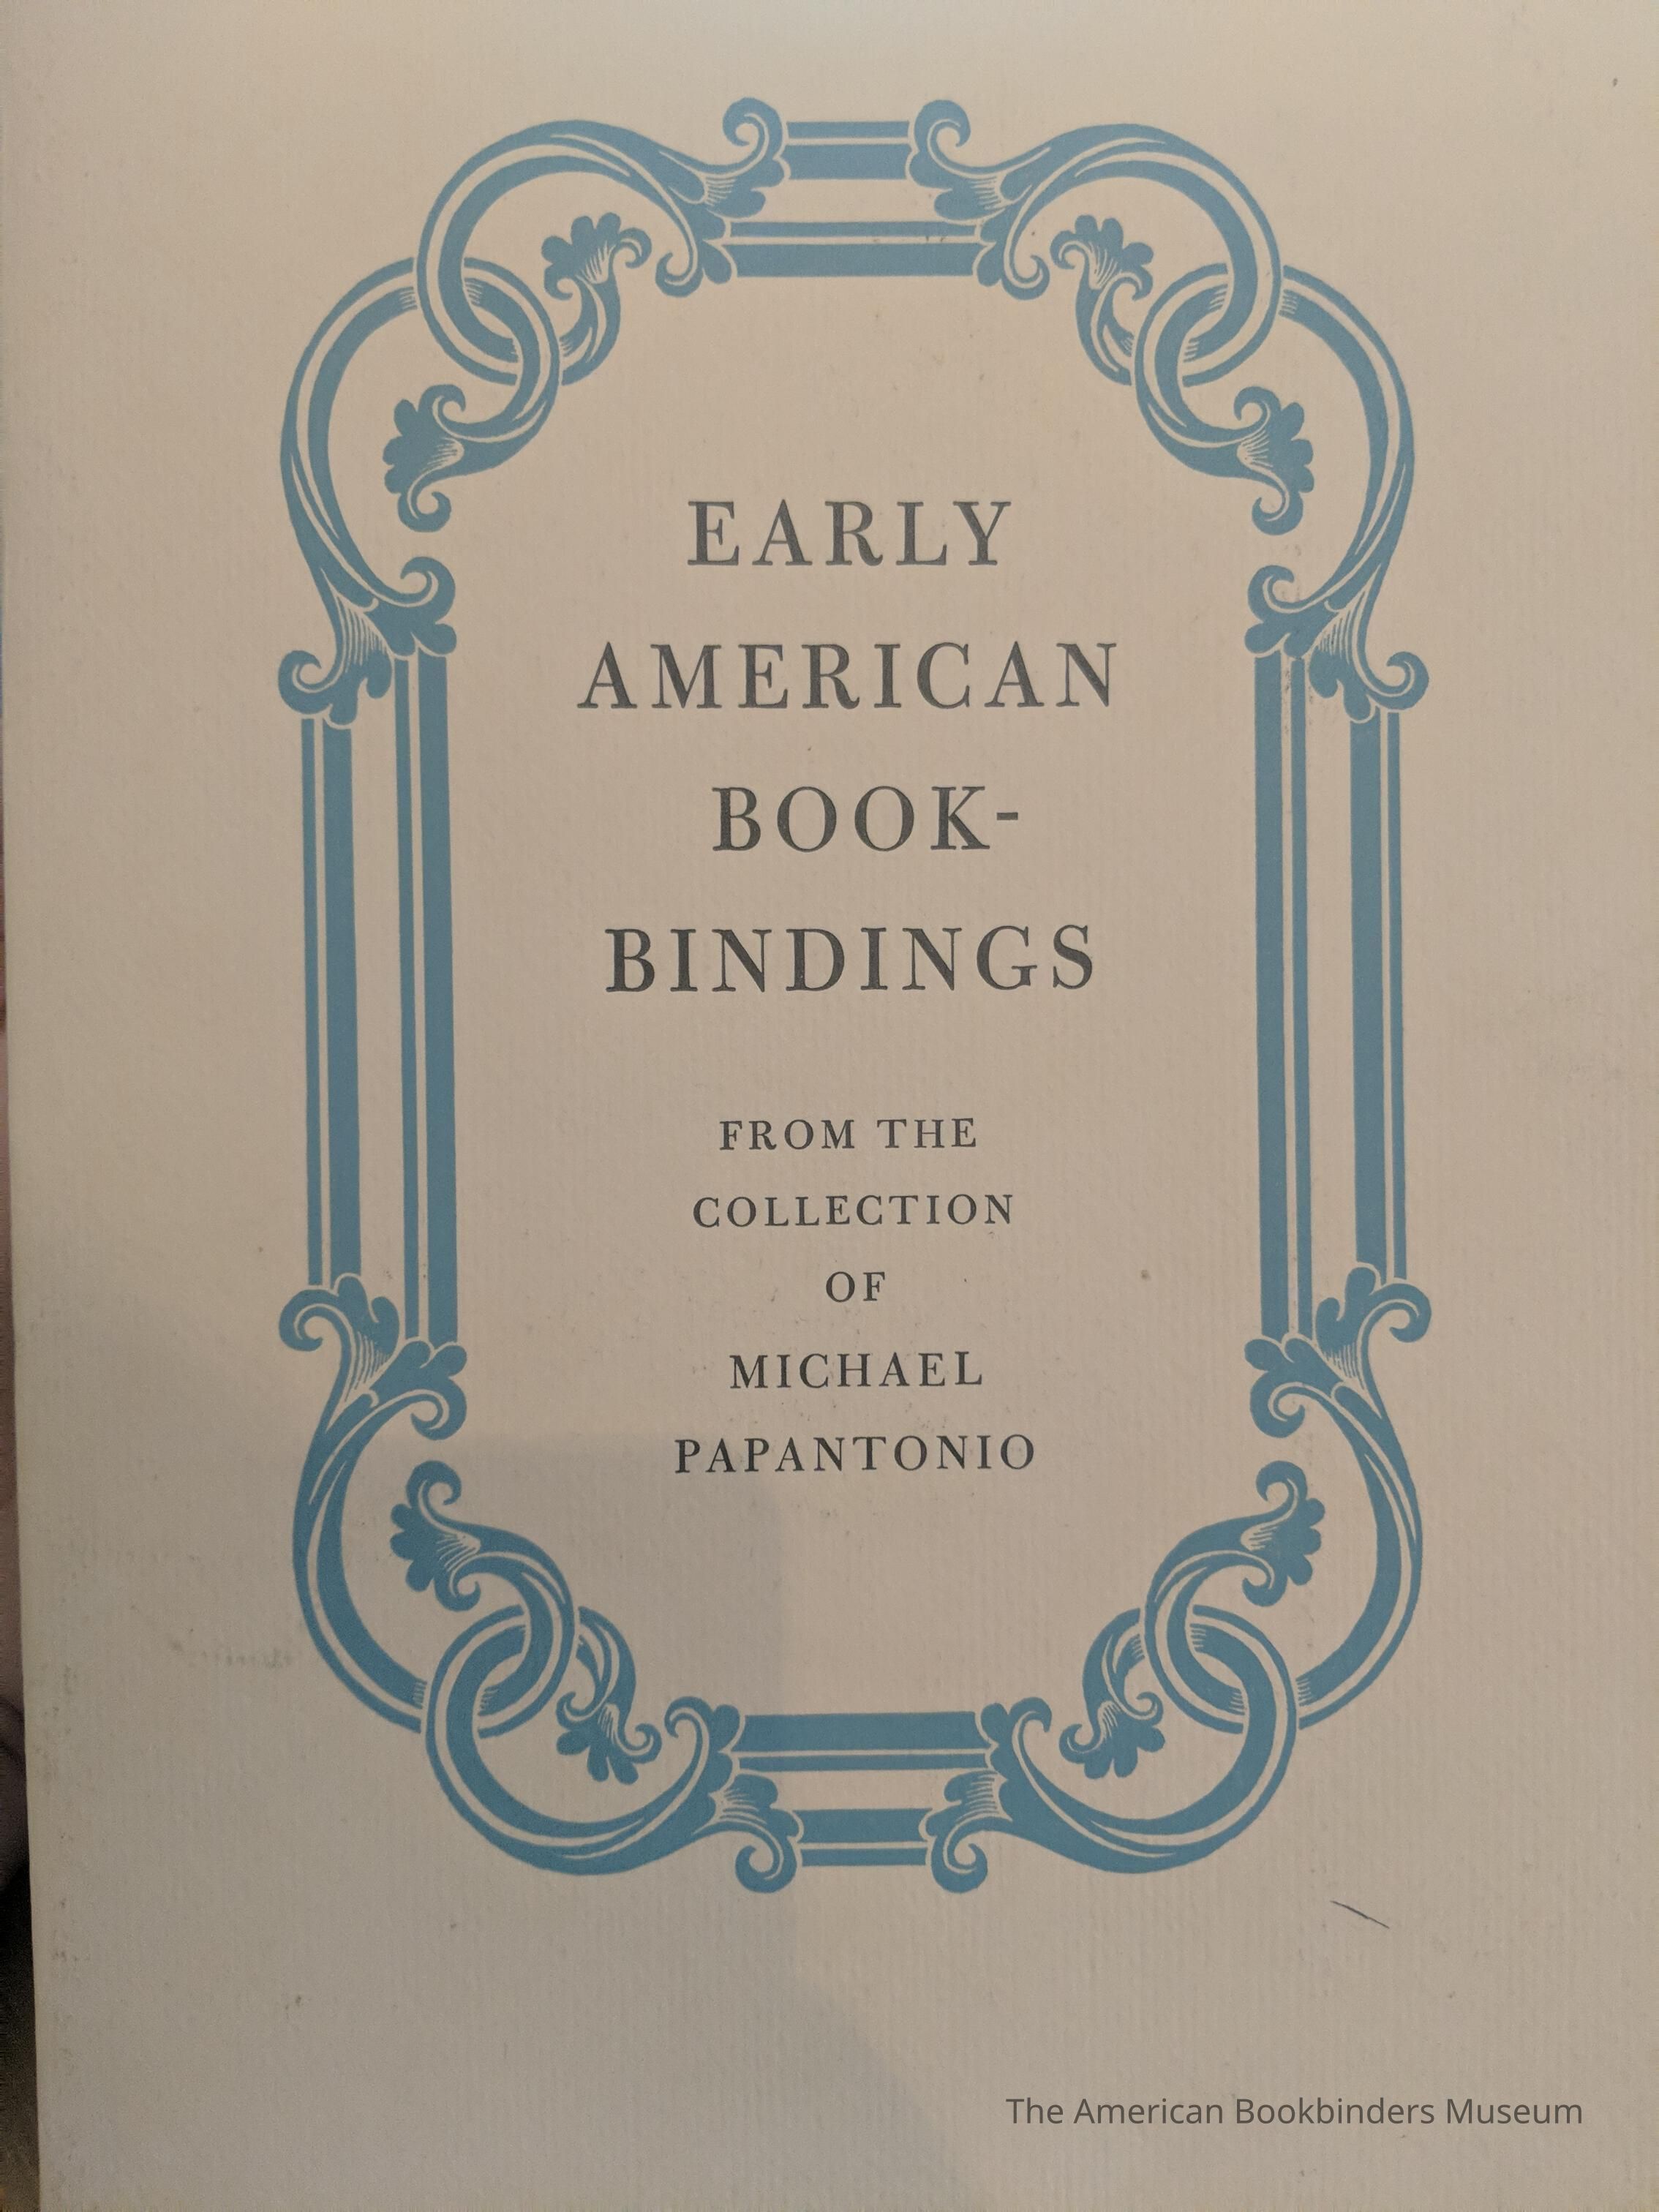 EARLY
AMERICAN
BOOK-
BINDINGS
FROM THE
COLLECTION
OF
MICHAEL
PAPANTONIO
The American Bookbinders Museum